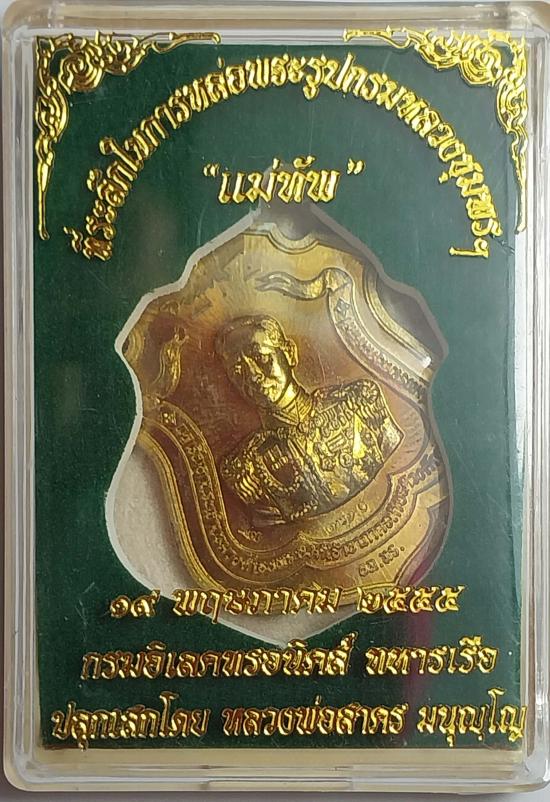 ที่ระลึกในการหล่อพระรูปกรมหลวงชุมพรฯ
"แม่ทัพ"
๑๙ พฤษภาคม ๒๕๕๕
กรมอิเลคทรอนิคส์ ทหารเรือ
ปลุกเสกโดย หลวงพ่อสาคร มนุญฺโญ